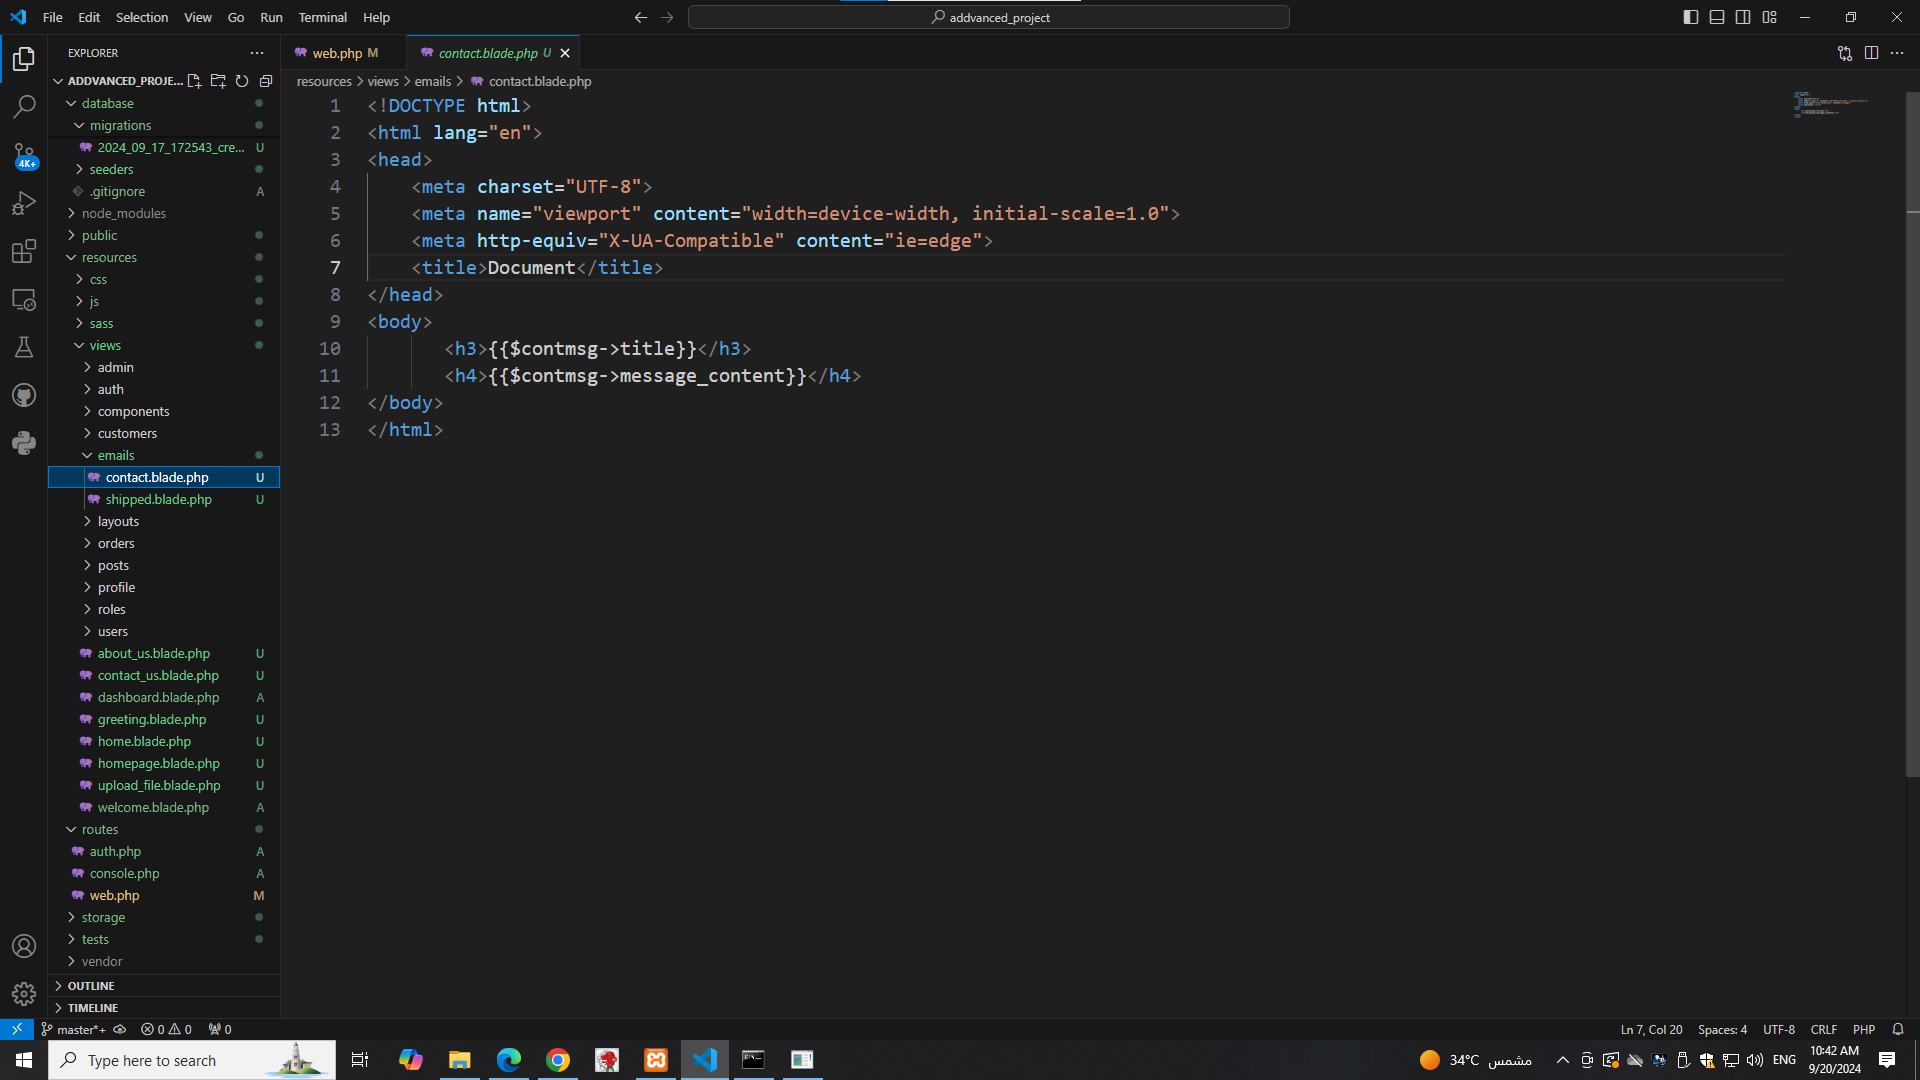 File Edit Selection View Go Run Terminal Help
addvanced_project
EXPLORER
ADDVANCED_PROJE...
database
migrations
2024_09_17_172543_cre... U
seeders
.gitignore A
node_modules
public
resources
css
js
sass
views
admin
auth
components
customers
emails
contact.blade.php U
shipped.blade.php U
layouts
orders
posts
profile
roles
users
about_us.blade.php U
contact_us.blade.php U
dashboard.blade.php A
greeting.blade.php U
home.blade.php U
homepage.blade.php U
upload_file.blade.php U
welcome.blade.php A
routes
auth.php A
console.php A
web.php M
storage
tests
vendor
OUTLINE
TIMELINE
4K+
web.php M contact.blade.php U
resources > views > emails > contact.blade.php
1 <!DOCTYPE html>
2 <html lang="en">
3 <head>
4 <meta charset="UTF-8">
5 <meta name="viewport" content="width=device-width, initial-scale=1.0">
6 <meta http-equiv="X-UA-Compatible" content="ie=edge">
7 <title>Document</title>
8 </head>
9 <body>
10 <h3>{{$contmsg->title}}</h3>
11 <h4>{{$contmsg->message_content}}</h4>
12 </body>
13 </html>
master*+ 0 0 0 Ln 7, Col 20 Spaces: 4 UTF-8 CRLF PHP
Type here to search
34°C مشمس
ENG
10:42 AM
9/20/2024